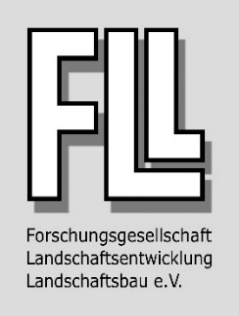 FLL
Forschungsgesellschaft
Landschaftsentwicklung
Landschaftsbau e.V.